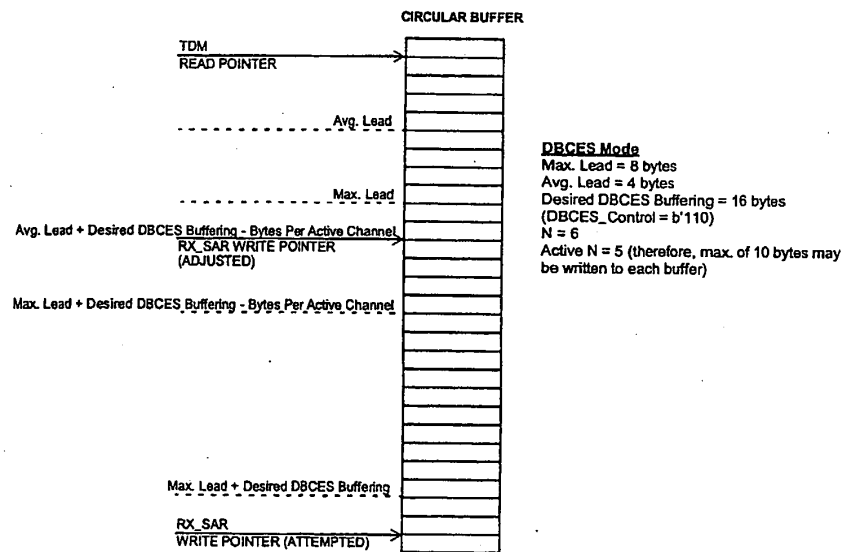 CIRCULAR BUFFER
TDM
READ POINTER
Avg. Lead
Max. Lead
Avg. Lead + Desired DBCES Buffering - Bytes Per Active Channel
RX_SAR WRITE POINTER
(ADJUSTED)
Max. Lead + Desired DBCES Buffering - Bytes Per Active Channel
Max. Lead + Desired DBCES Buffering
RX_SAR
WRITE POINTER (ATTEMPTED)
DBCES Mode
Max. Lead = 8 bytes
Avg. Lead = 4 bytes
Desired DBCES Buffering = 16 bytes
(DBCES_Control = b'110)
N = 6
Active N = 5 (therefore, max. of 10 bytes may
be written to each buffer)